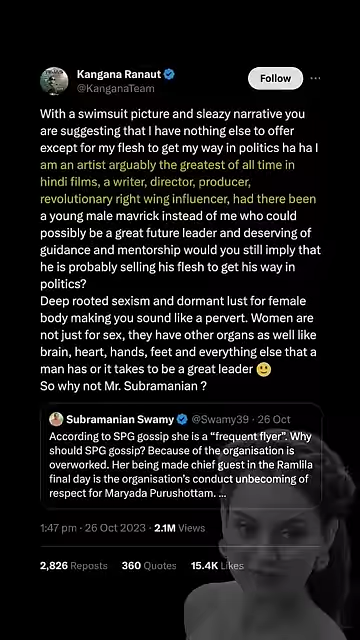 Kangana Ranaut
@KanganaTeam
Follow
With a swimsuit picture and sleazy narrative you
are suggesting that I have nothing else to offer
except for my flesh to get my way in politics ha ha I
am an artist arguably the greatest of all time in
hindi films, a writer, director, producer,
revolutionary right wing influencer, had there been
a young male mavrick instead of me who could
possibly be a great future leader and deserving of
guidance and mentorship would you still imply that
he is probably selling his flesh to get his way in
politics?
Deep rooted sexism and dormant lust for female
body making you sound like a pervert. Women are
not just for sex, they have other organs as well like
brain, heart, hands, feet and everything else that a
man has or it takes to be a great leader 🙂
So why not Mr. Subramanian ?
Subramanian Swamy @Swamy39 · 26 Oct
According to SPG gossip she is a "frequent flyer". Why
should SPG gossip? Because of the organisation is
overworked. Her being made chief guest in the Ramlila
final day is the organisation's conduct unbecoming of
respect for Maryada Purushottam. ...
1:47 pm · 26 Oct 2023 · 2.1M Views
2,826 Reposts 360 Quotes 15.4K Likes